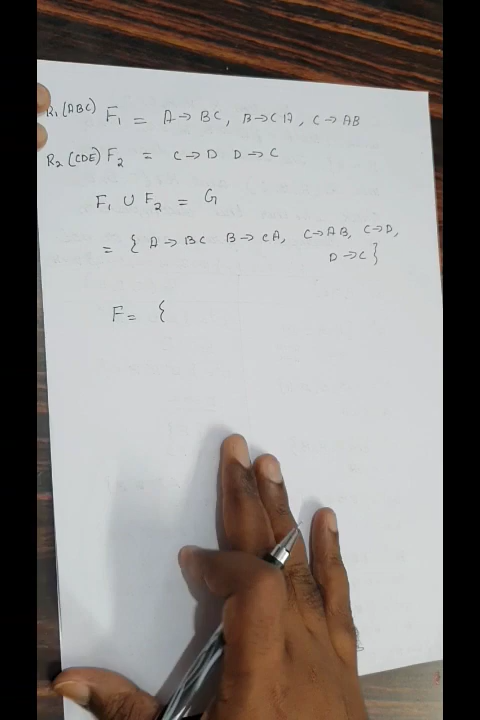 R1 (ABC) F1 = A→ BC, B→CA, C→ AB
R2 (CDE) F2 = C→D D→C
F1 ∪ F2 = G
= { A→ BC B→ CA, C→AB, C→D,
D→C }
F= {